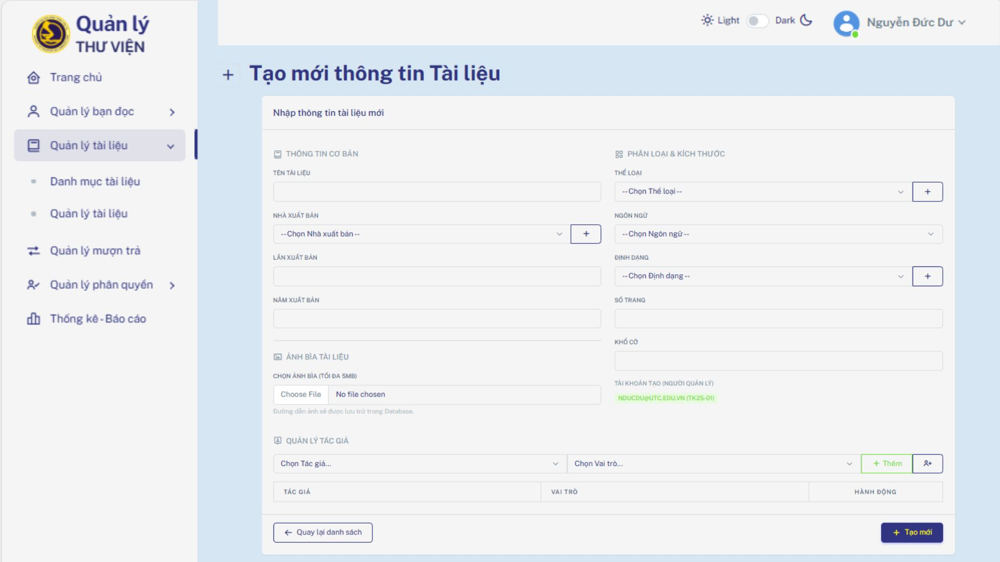 Quản lý
THƯ VIỆN
Trang chủ
Quản lý bạn đọc
Quản lý tài liệu
Danh mục tài liệu
Quản lý tài liệu
Quản lý mượn trả
Quản lý phân quyền
Thống kê - Báo cáo
Light
Dark
Nguyễn Đức Dư
+ Tạo mới thông tin Tài liệu
Nhập thông tin tài liệu mới
THÔNG TIN CƠ BẢN
TÊN TÀI LIỆU
NHÀ XUẤT BẢN
-- Chọn Nhà xuất bản --
+
LẦN XUẤT BẢN
NĂM XUẤT BẢN
ẢNH BÌA TÀI LIỆU
CHỌN ẢNH BÌA (TỐI ĐA 5MB)
Choose File No file chosen
Đường dẫn ảnh sẽ được lưu trữ trong Database.
PHÂN LOẠI & KÍCH THƯỚC
THỂ LOẠI
-- Chọn Thể loại --
+
NGÔN NGỮ
-- Chọn Ngôn ngữ --
ĐỊNH DẠNG
-- Chọn Định dạng --
+
SỐ TRANG
KHỔ CỠ
TÀI KHOẢN TẠO (NGƯỜI QUẢN LÝ)
NDUCDU@UTC.EDU.VN (TK25-01)
QUẢN LÝ TÁC GIẢ
Chọn Tác giả...
Chọn Vai trò...
+ Thêm
TÁC GIẢ
VAI TRÒ
HÀNH ĐỘNG
Quay lại danh sách
+ Tạo mới